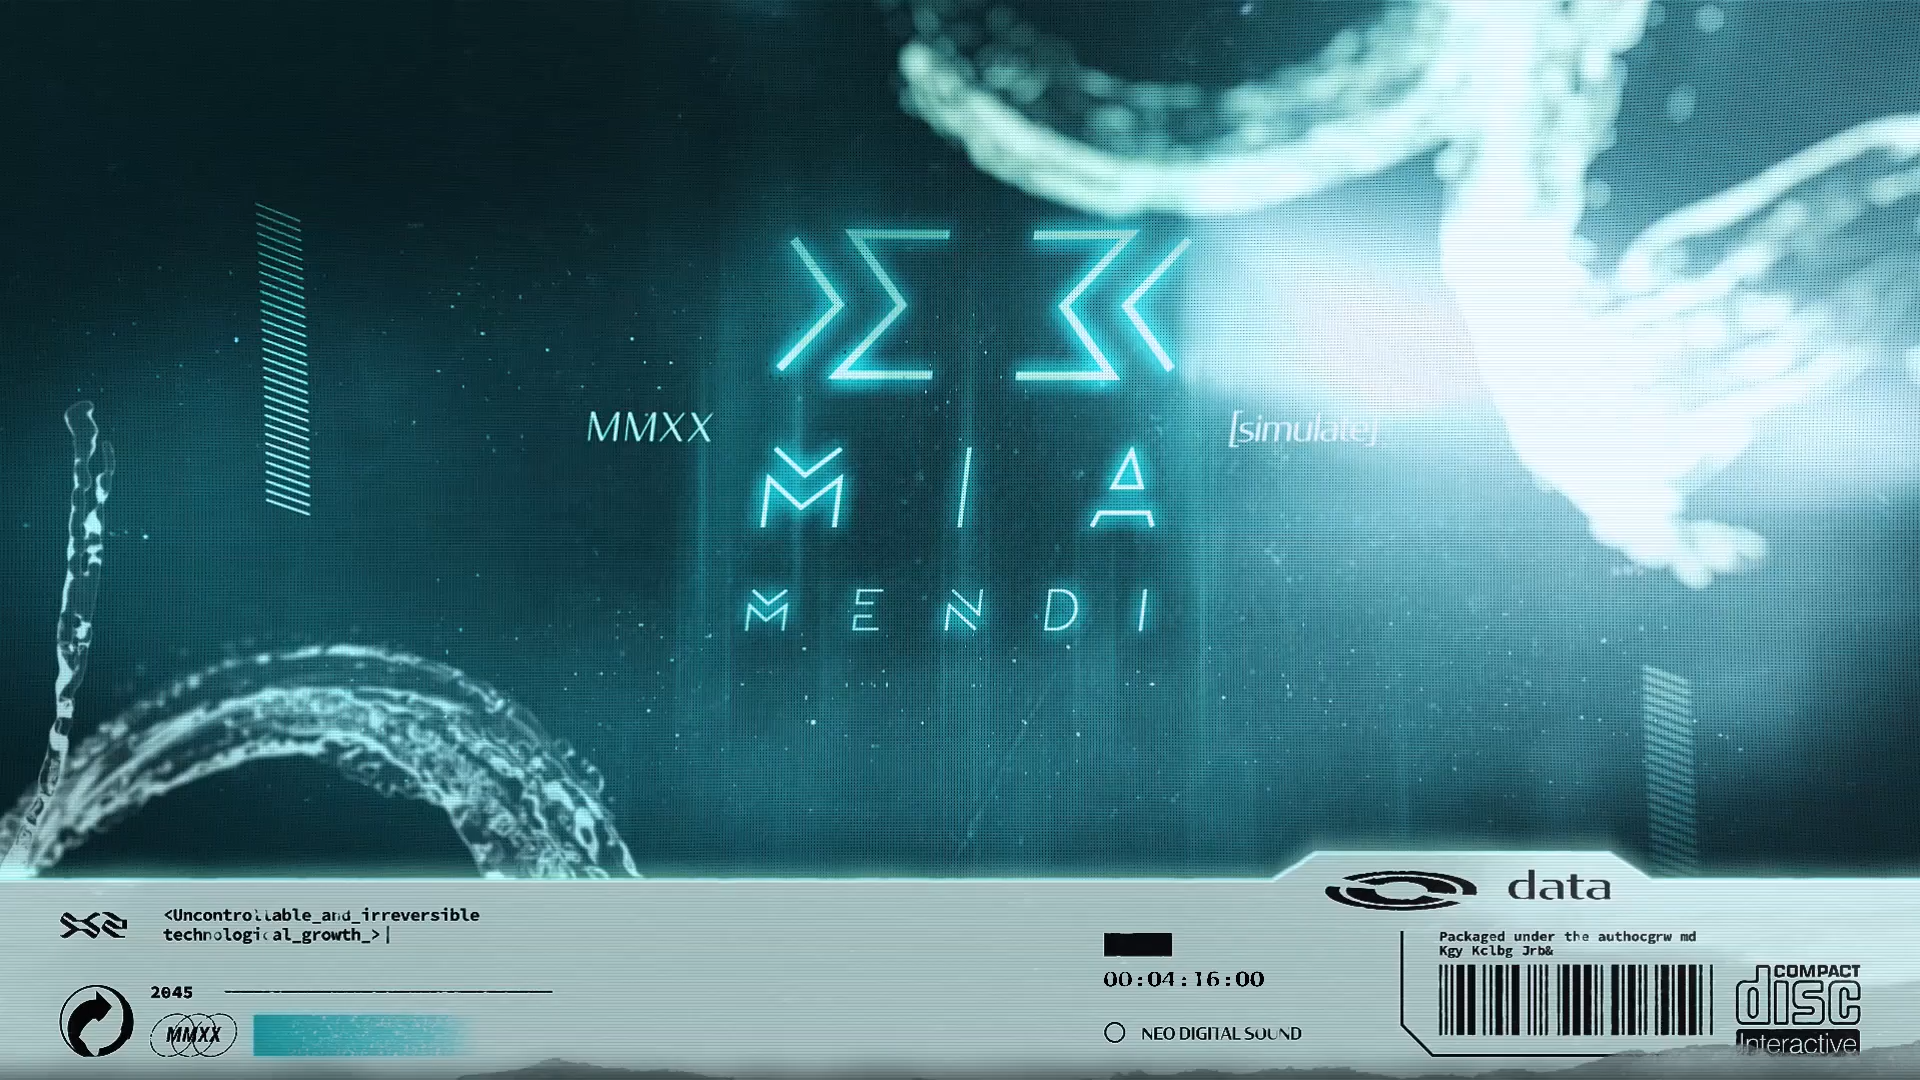 MMXX
[simulate]
MIA
MENDI
data
<Uncontrollable_and_irreversible
technological_growth_>|
Packaged under the authocgrw md
Kgy Kclbg Jrb&
00:04:16:00
2045
MMXX
NEO DIGITAL SOUND
COMPACT
disc
Interactive